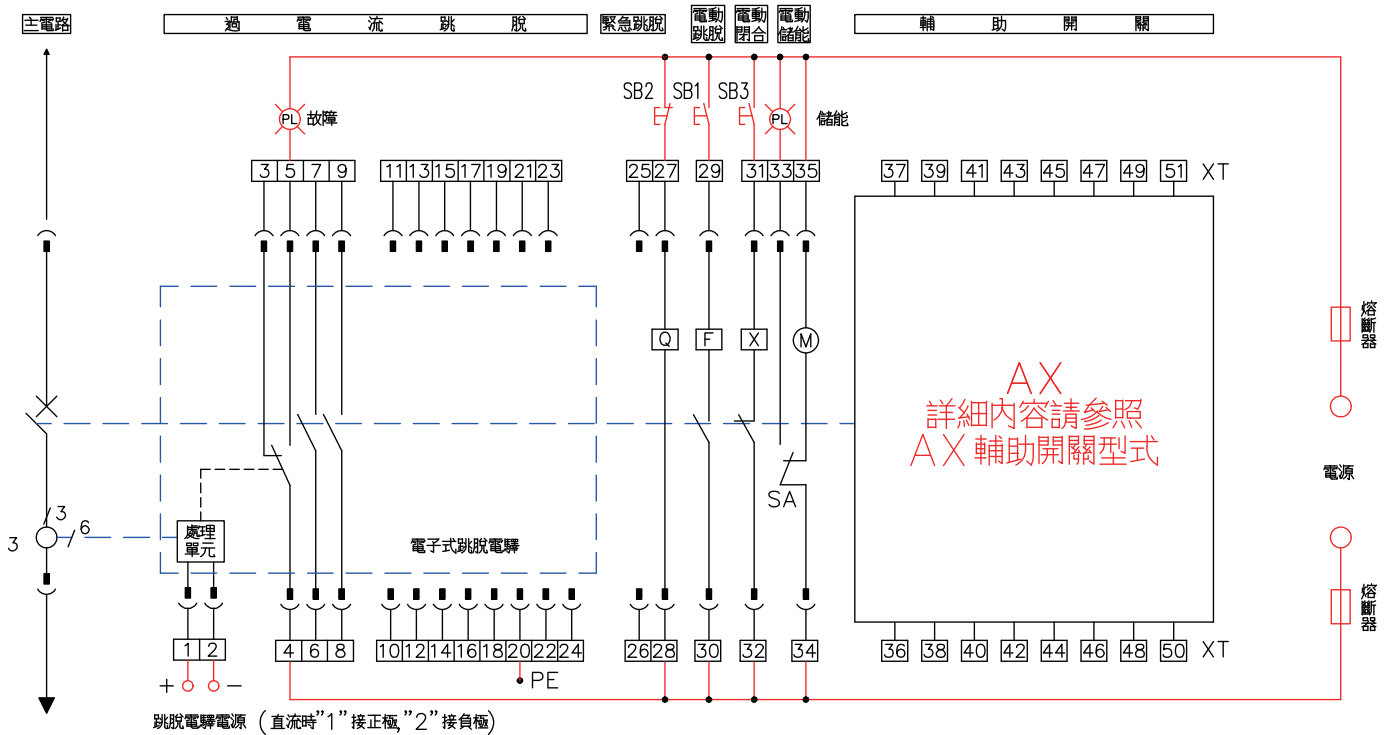 主電路
過電流跳脫
緊急跳脫
電動跳脫
電動閉合
電動儲能
輔助開關
SB2
SB1
SB3
PL
故障
PL
儲能
3 5 7 9
11 13 15 17 19 21 23
25 27
29
31 33 35
37 39 41 43 45 47 49 51 XT
Q
F
X
M
熔斷器
AX
詳細內容請參照
AX 輔助開關型式
電源
SA
3
3
6
處理單元
電子式跳脫電驛
熔斷器
1 2
4 6 8
10 12 14 16 18 20 22 24
26 28
30
32
34
36 38 40 42 44 46 48 50 XT
+ −
PE
跳脫電驛電源 (直流時”1”接正極,”2”接負極)